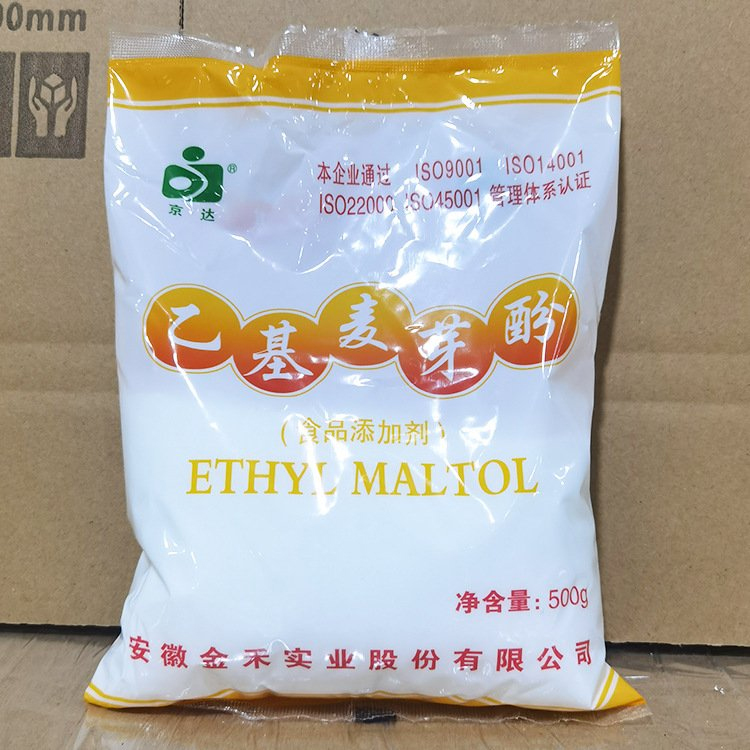 00mm
京达®
本企业通过 ISO9001 ISO14001
ISO22000 ISO45001 管理体系认证
乙基麦芽酚
(食品添加剂)
ETHYL MALTOL
净含量：500g
安徽金禾实业股份有限公司